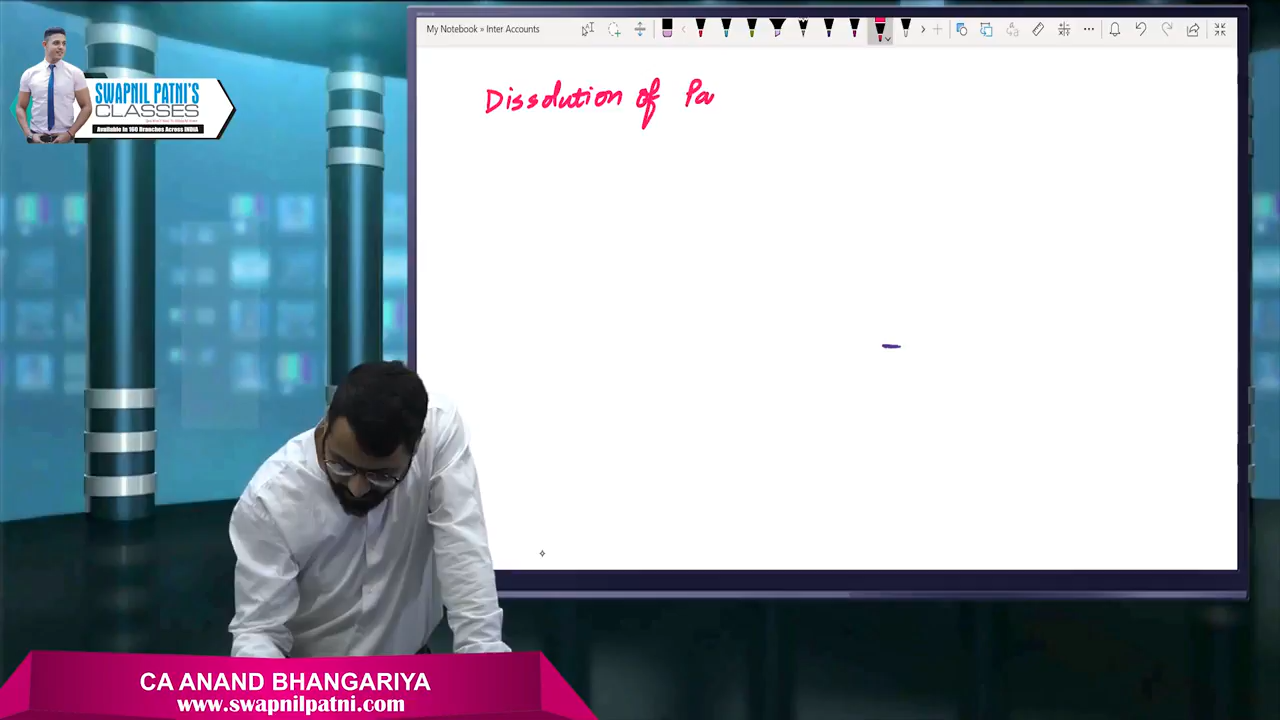 My Notebook » Inter Accounts
Dissolution of Pa
SWAPNIL PATNI'S
CLASSES
Available In 160 Branches Across INDIA
CA ANAND BHANGARIYA
www.swapnilpatni.com